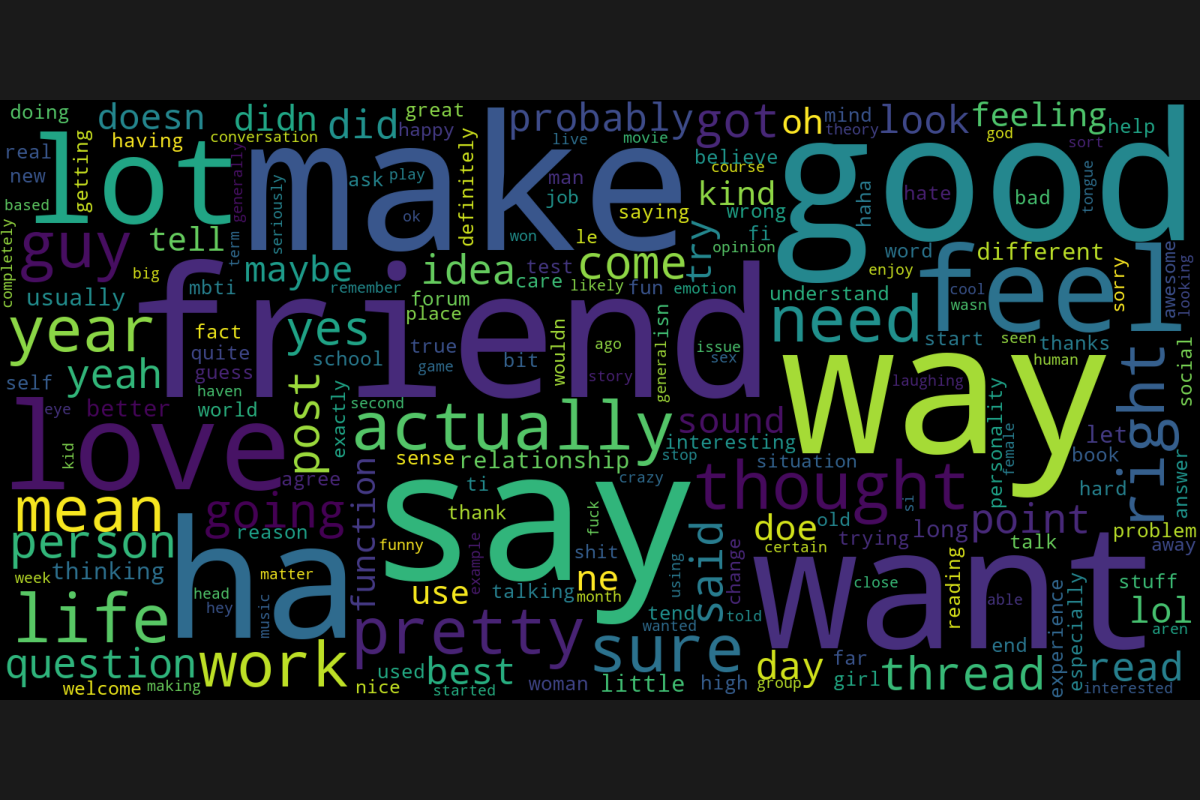 doing
doesn
didn
did
great
probably
got
oh
mind
theory
look
feeling
help
having
conversation
happy
live
movie
god
sort
real
new
getting
lot
generally
make
definitely
ask
play
believe
course
kind
good
haha
hate
bad
tongue
based
seriously
ok
man
job
saying
wrong
try
completely
guy
tell
term
won
le
fi
opinion
word
different
big
mbti
maybe
remember
idea
test
care
come
likely
fun
emotion
enjoy
feel
sorry
awesome
looking
usually
friend
forum
place
understand
need
cool
wasn
year
fact
quite
guess
yes
school
true
game
bit
wouldn
ago
story
generalisn
issue
sex
start
seen
thanks
human
self
yeah
haven
way
laughing
right
social
eye
love
better
world
post
exactly
second
actually
sound
interesting
stop
personality
female
let
book
kid
agree
sense
relationship
crazy
situation
hard
answer
mean
going
function
ti
say
thank
fuck
thought
si
person
reason
funny
example
shit
said
change
doe
old
certain
trying
long
point
talk
problem
away
week
thinking
ha
matter
head
hey
music
use
talking
ne
month
using
want
close
able
reading
stuff
life
pretty
tend
told
wanted
sure
experience
especially
lol
aren
end
question
work
used
best
day
far
girl
thread
read
welcome
making
nice
started
woman
little
high
group
interested